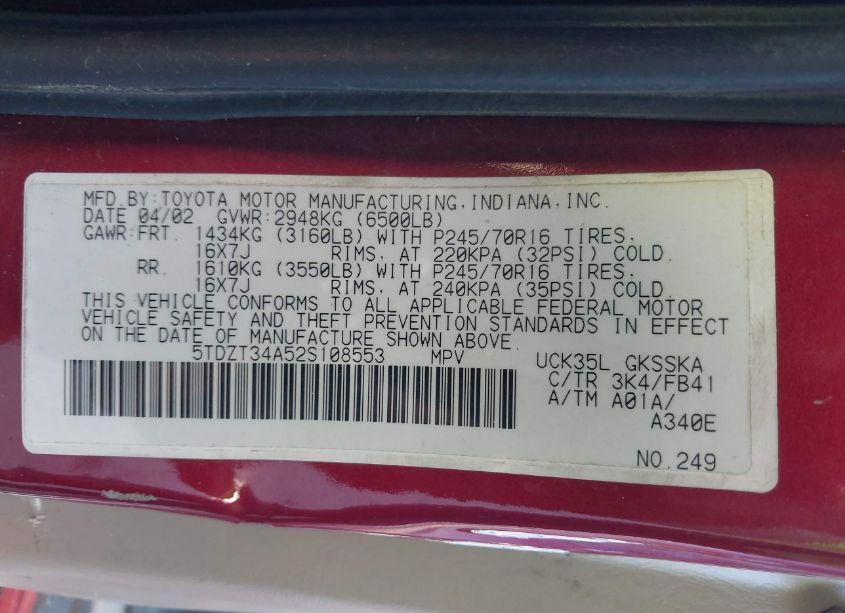 MFD.BY:TOYOTA MOTOR MANUFACTURING.INDIANA.INC.
DATE 04/02 GVWR:2948KG (6500LB)
GAWR:FRT. 1434KG (3160LB) WITH P245/70R16 TIRES.
16X7J RIMS. AT 220KPA (32PSI) COLD.
RR. 1610KG (3550LB) WITH P245/70R16 TIRES.
16X7J RIMS. AT 240KPA (35PSI) COLD.
THIS VEHICLE CONFORMS TO ALL APPLICABLE FEDERAL MOTOR
VEHICLE SAFETY AND THEFT PREVENTION STANDARDS IN EFFECT
ON THE DATE OF MANUFACTURE SHOWN ABOVE.
5TDZT34A52S108553 MPV UCK35L GKSSKA
C/TR 3K4/FB41
A/TM A01A/
A340E
NO.249